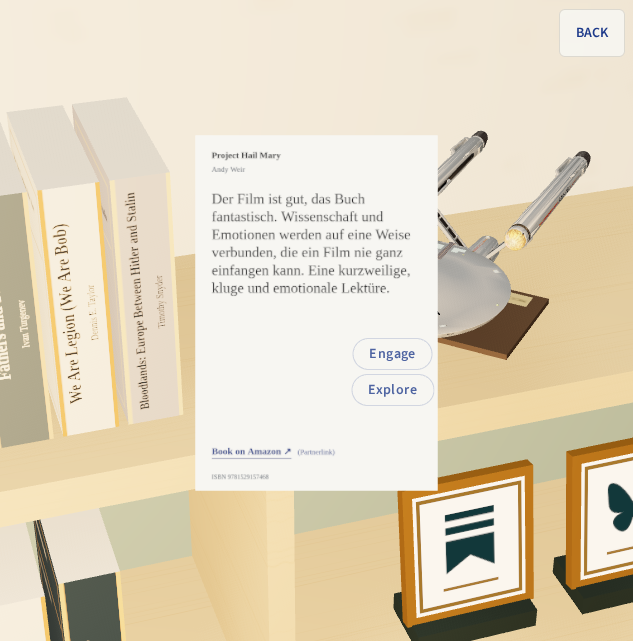 BACK
Project Hail Mary
Andy Weir
Der Film ist gut, das Buch
fantastisch. Wissenschaft und
Emotionen werden auf eine Weise
verbunden, die ein Film nie ganz
einfangen kann. Eine kurzweilige,
kluge und emotionale Lektüre.
Engage
Explore
Book on Amazon ↗ (Partnerlink)
ISBN 9781529157468
Fathers and
Ivan Turgenev
We Are Legion (We Are Bob)
Dennis E. Taylor
Bloodlands: Europe Between Hitler and Stalin
Timothy Snyder